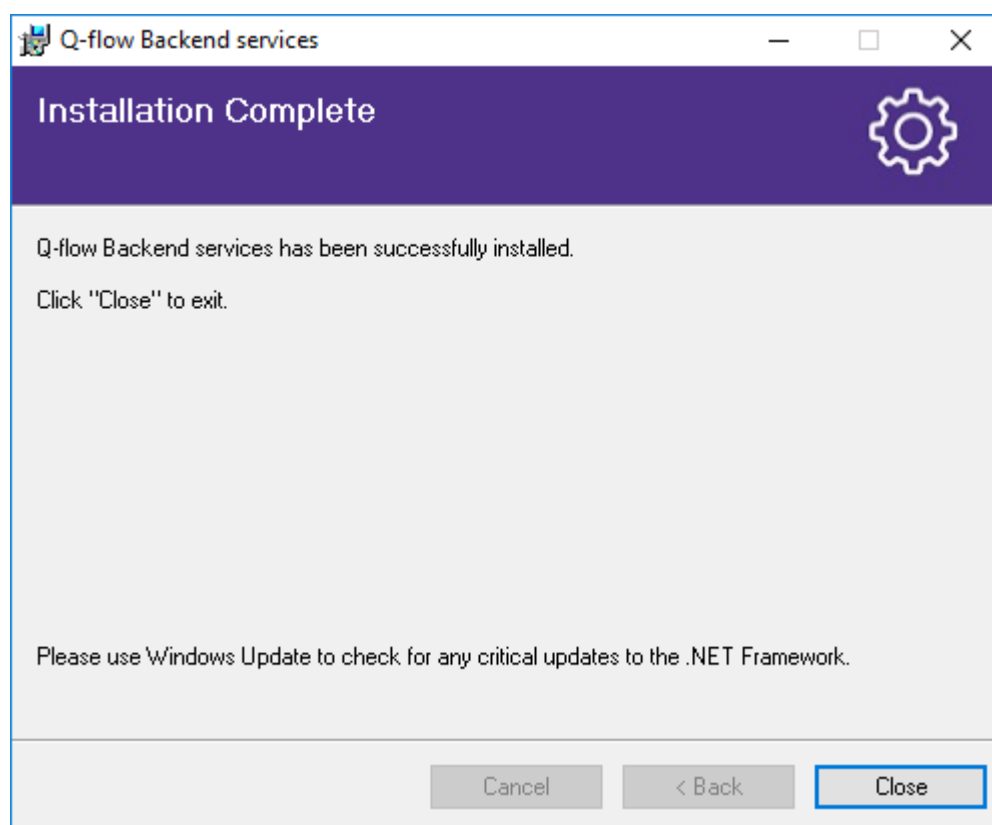 Q-flow Backend services
Installation Complete
Q-flow Backend services has been successfully installed.
Click "Close" to exit.
Please use Windows Update to check for any critical updates to the .NET Framework.
Cancel
< Back
Close